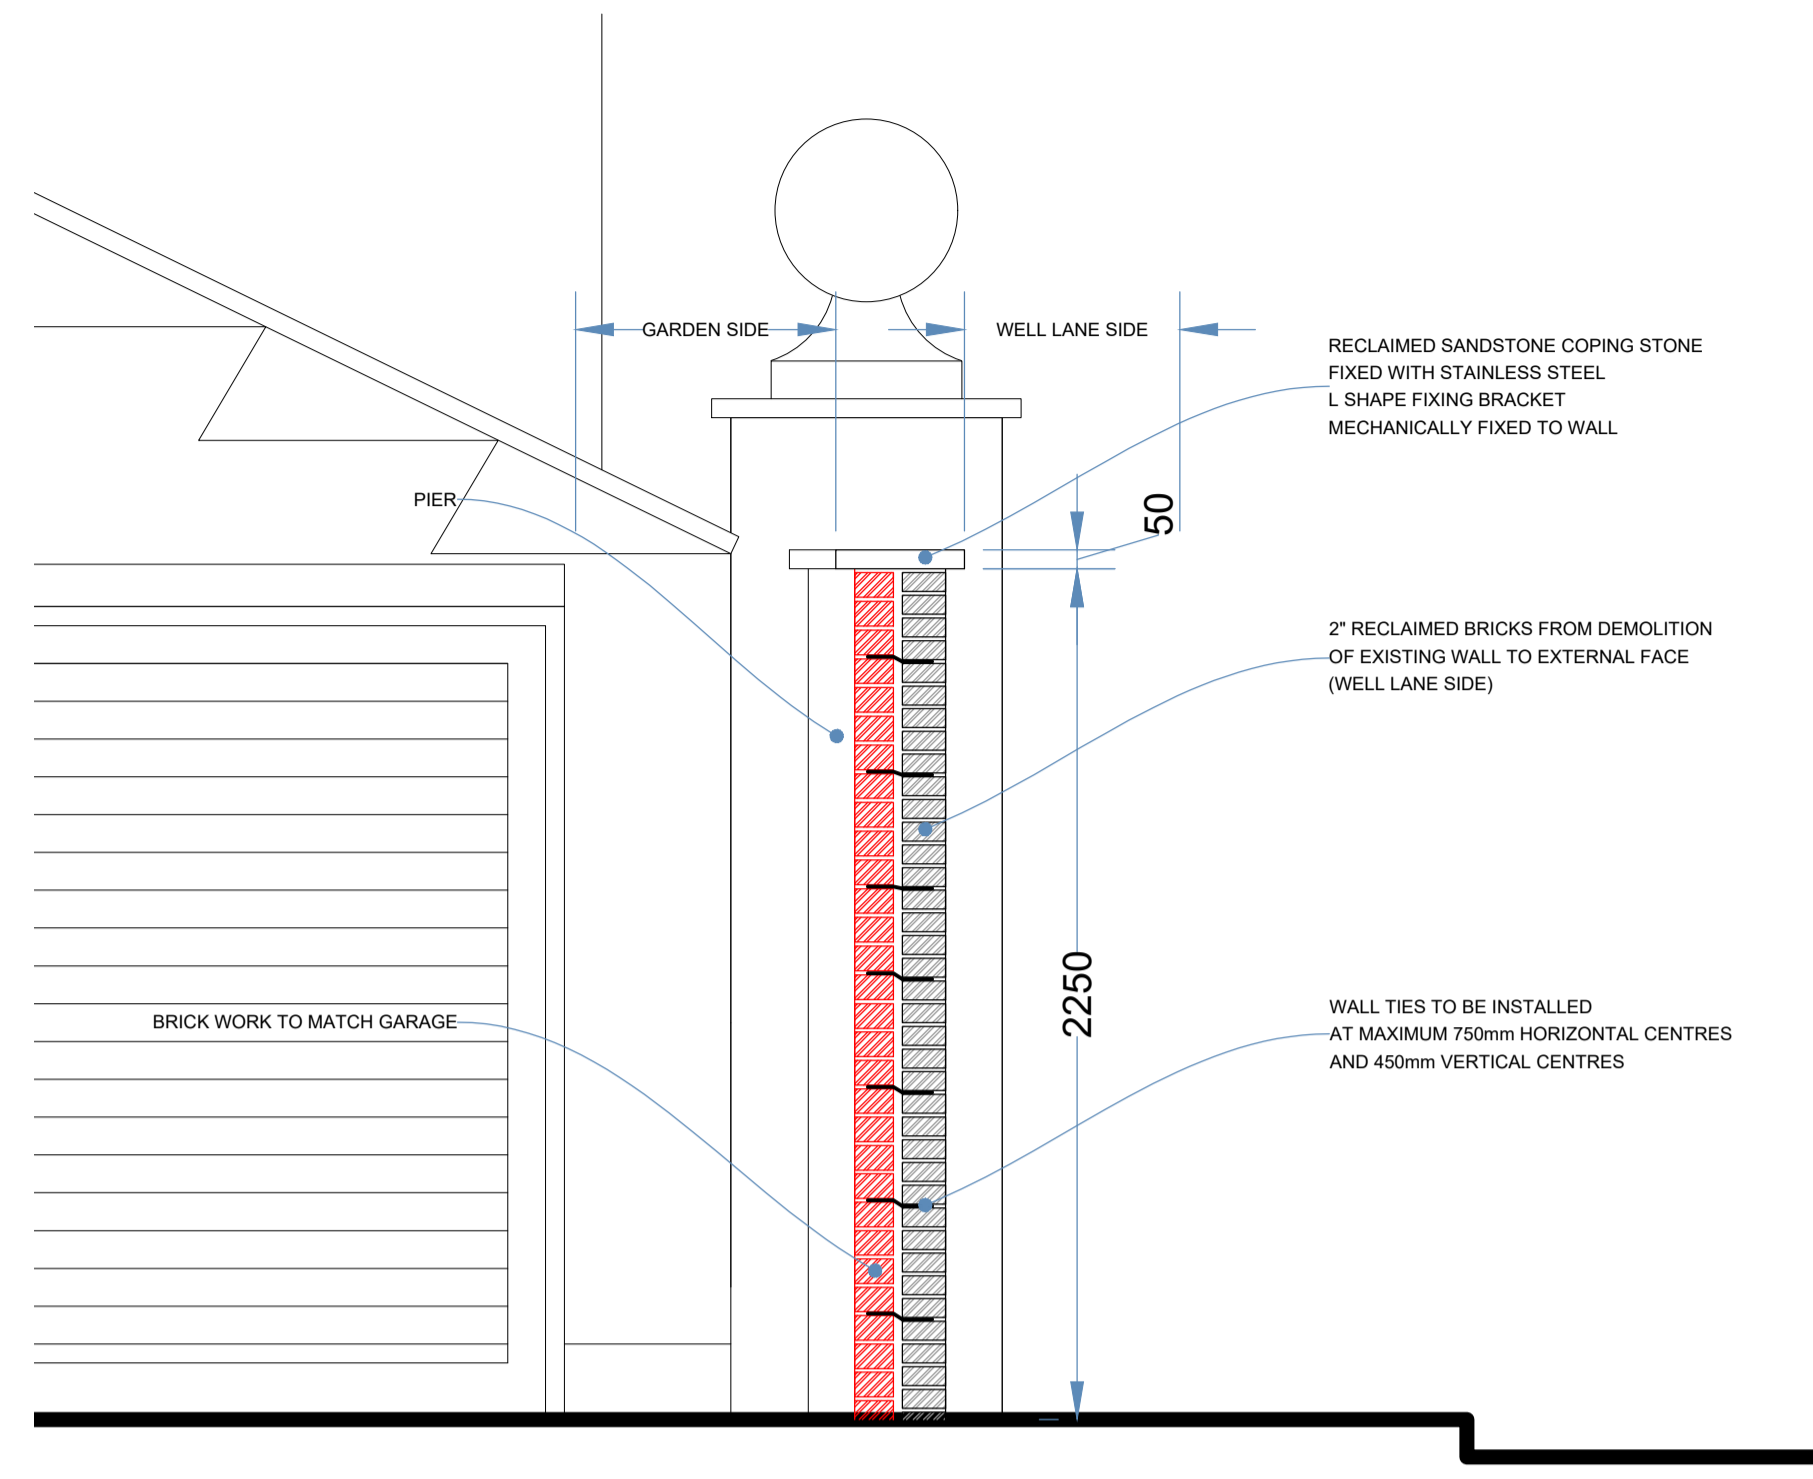 GARDEN SIDE
WELL LANE SIDE
RECLAIMED SANDSTONE COPING STONE
FIXED WITH STAINLESS STEEL
L SHAPE FIXING BRACKET
MECHANICALLY FIXED TO WALL
PIER
50
2" RECLAIMED BRICKS FROM DEMOLITION
OF EXISTING WALL TO EXTERNAL FACE
(WELL LANE SIDE)
2250
BRICK WORK TO MATCH GARAGE
WALL TIES TO BE INSTALLED
AT MAXIMUM 750mm HORIZONTAL CENTRES
AND 450mm VERTICAL CENTRES